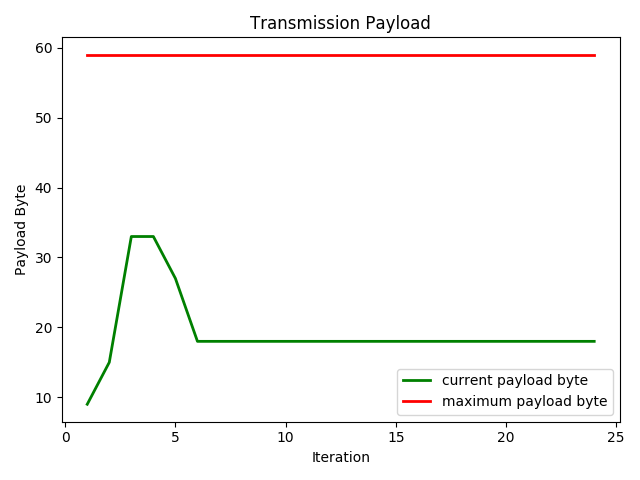 Transmission Payload
60
50
40
30
20
10
Payload Byte
current payload byte
maximum payload byte
0 5 10 15 20 25
Iteration